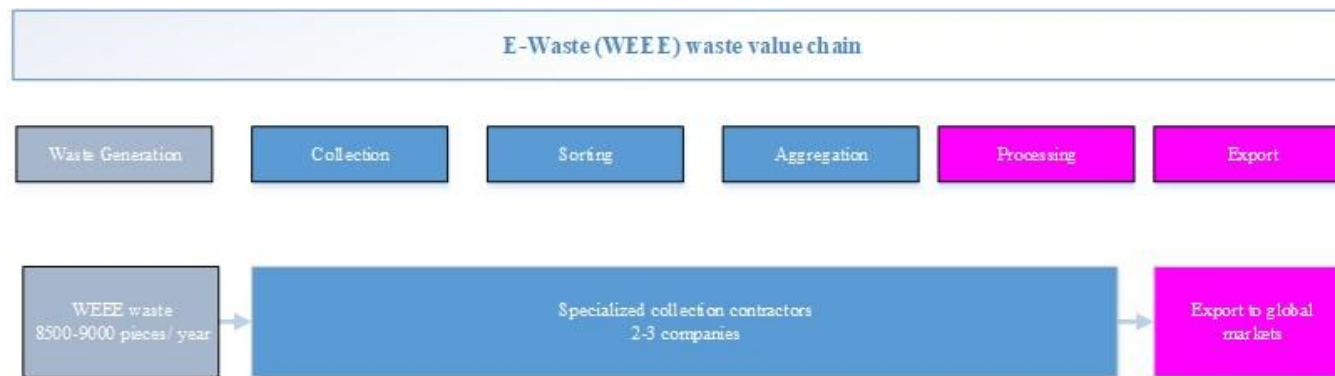 E-Waste (WEEE) waste value chain
Waste Generation
Collection
Sorting
Aggregation
Processing
Export
WEEE waste
8500-9000 pieces/ year
Specialized collection contractors
2-3 companies
Export to global
markets